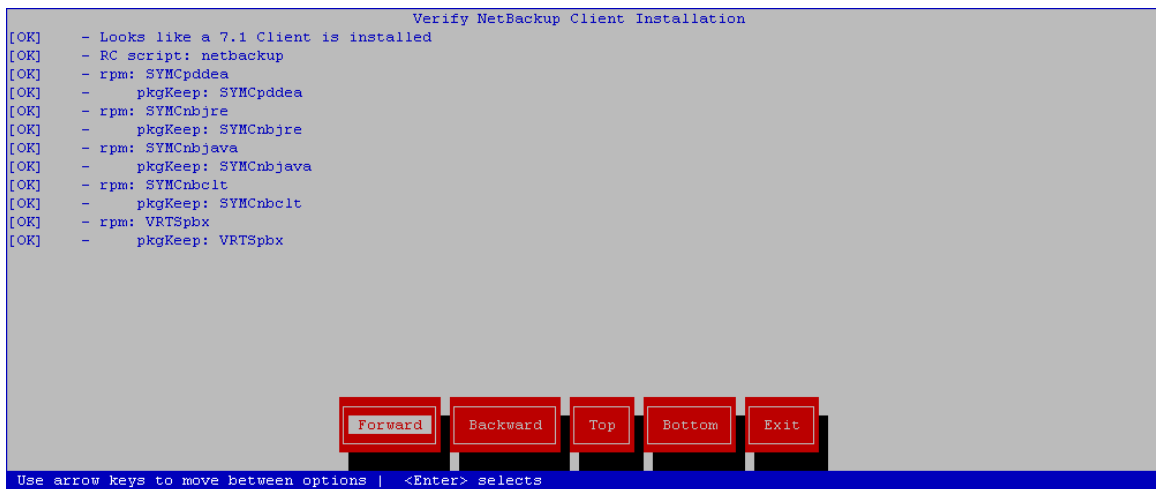 Verify NetBackup Client Installation
[OK] - Looks like a 7.1 Client is installed
[OK] - RC script: netbackup
[OK] - rpm: SYMCpddea
[OK] - pkgKeep: SYMCpddea
[OK] - rpm: SYMCnbjre
[OK] - pkgKeep: SYMCnbjre
[OK] - rpm: SYMCnbjava
[OK] - pkgKeep: SYMCnbjava
[OK] - rpm: SYMCnbclt
[OK] - pkgKeep: SYMCnbclt
[OK] - rpm: VRTSpbx
[OK] - pkgKeep: VRTSpbx
Forward Backward Top Bottom Exit
Use arrow keys to move between options | <Enter> selects